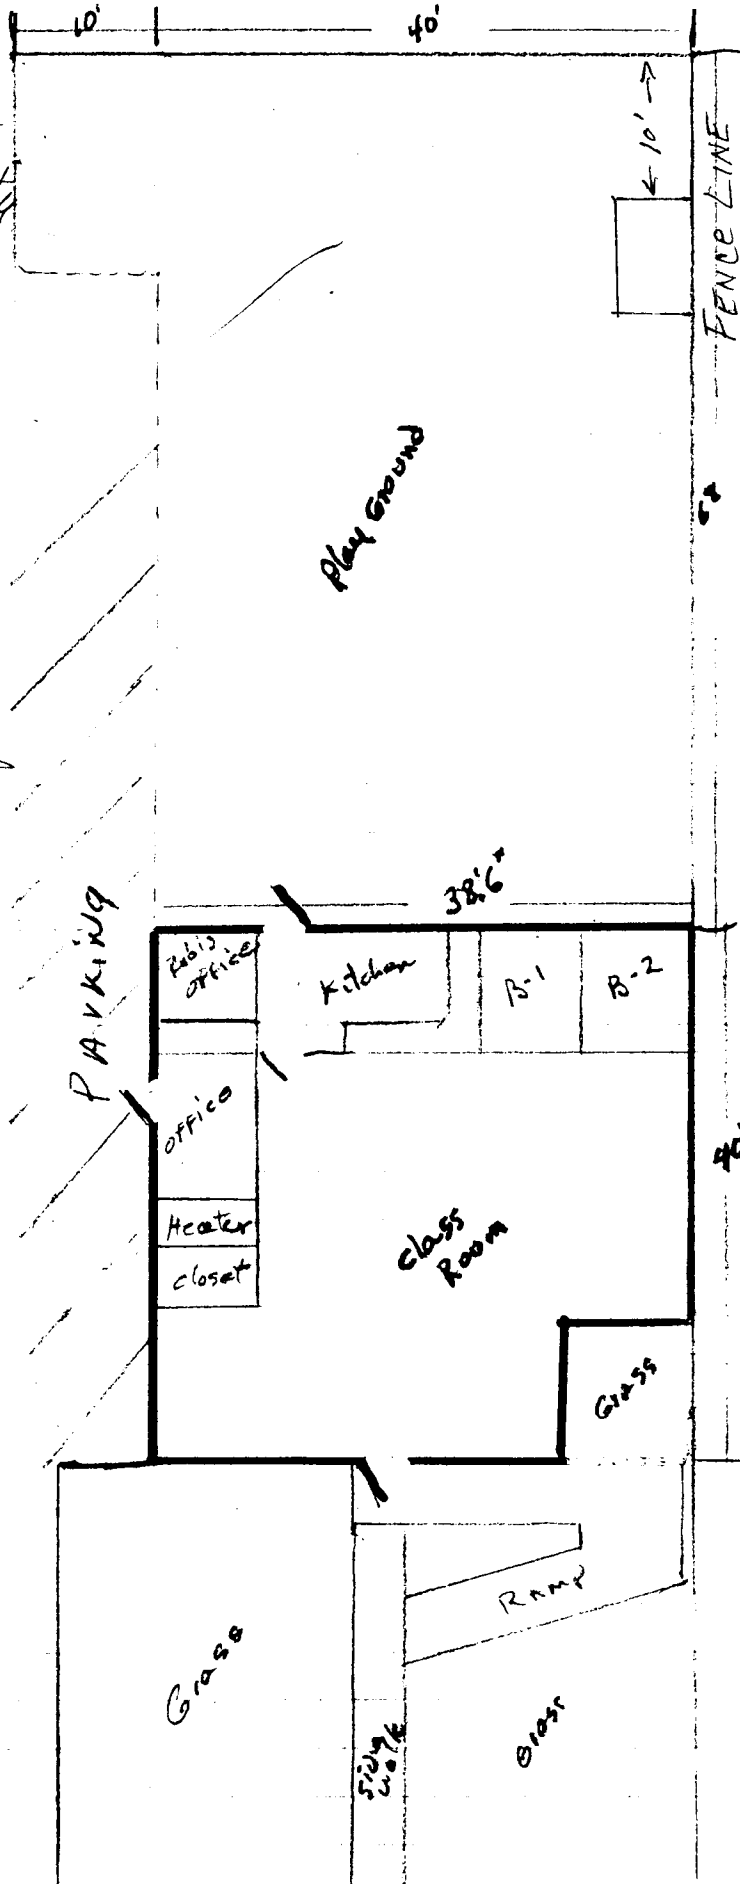 10'
40'
10'
FENCE LINE
Play Ground
38'6"
PARKING
office
Kitchen
B-1
B-2
office
Heater
closet
Class
Room
40'
Grass
Ramp
Grass
Side
walk
Grass